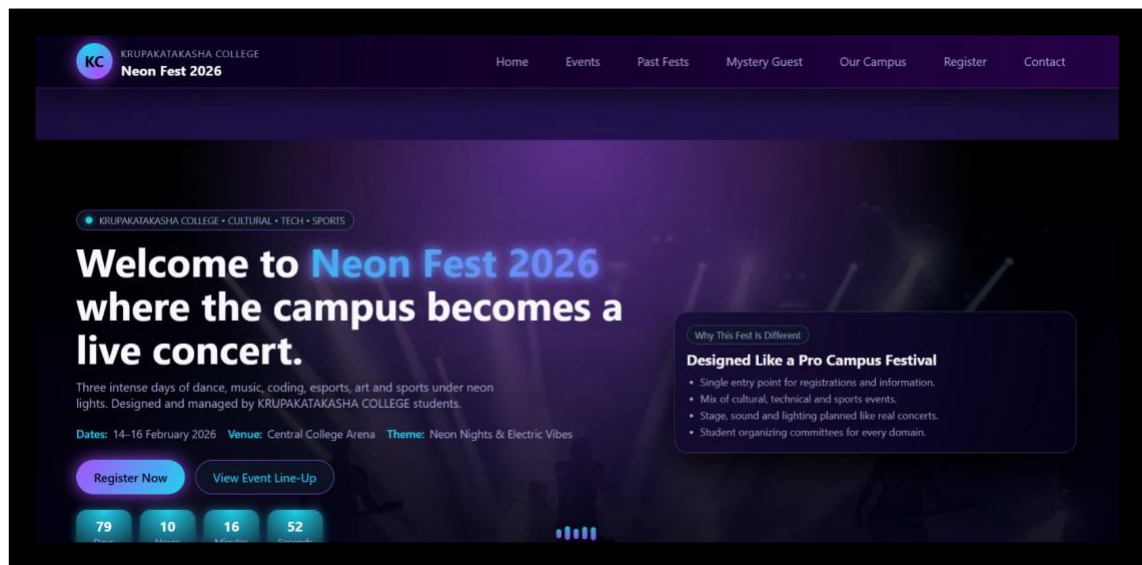 KC
KRUPAKATAKASHA COLLEGE
Neon Fest 2026
Home Events Past Fests Mystery Guest Our Campus Register Contact
KRUPAKATAKASHA COLLEGE • CULTURAL • TECH • SPORTS
Welcome to Neon Fest 2026
where the campus becomes a
live concert.
Three intense days of dance, music, coding, esports, art and sports under neon
lights. Designed and managed by KRUPAKATAKASHA COLLEGE students.
Dates: 14–16 February 2026 Venue: Central College Arena Theme: Neon Nights & Electric Vibes
Register Now View Event Line-Up
79 10 16 52
Days Hours Minutes Seconds
Why This Fest Is Different
Designed Like a Pro Campus Festival
• Single entry point for registrations and information.
• Mix of cultural, technical and sports events.
• Stage, sound and lighting planned like real concerts.
• Student organizing committees for every domain.